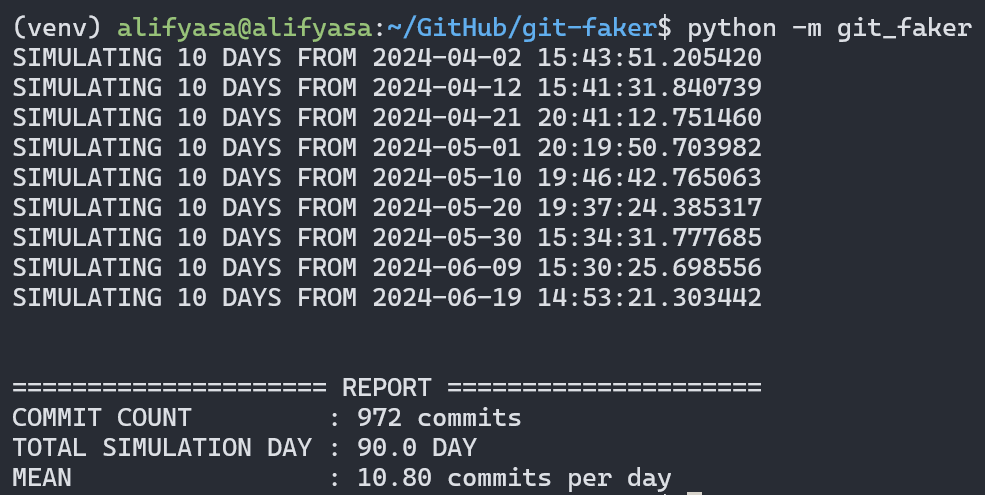 (venv) alifyasa@alifyasa:~/GitHub/git-faker$ python -m git_faker
SIMULATING 10 DAYS FROM 2024-04-02 15:43:51.205420
SIMULATING 10 DAYS FROM 2024-04-12 15:41:31.840739
SIMULATING 10 DAYS FROM 2024-04-21 20:41:12.751460
SIMULATING 10 DAYS FROM 2024-05-01 20:19:50.703982
SIMULATING 10 DAYS FROM 2024-05-10 19:46:42.765063
SIMULATING 10 DAYS FROM 2024-05-20 19:37:24.385317
SIMULATING 10 DAYS FROM 2024-05-30 15:34:31.777685
SIMULATING 10 DAYS FROM 2024-06-09 15:30:25.698556
SIMULATING 10 DAYS FROM 2024-06-19 14:53:21.303442
===================== REPORT =====================
COMMIT COUNT         : 972 commits
TOTAL SIMULATION DAY : 90.0 DAY
MEAN                 : 10.80 commits per day